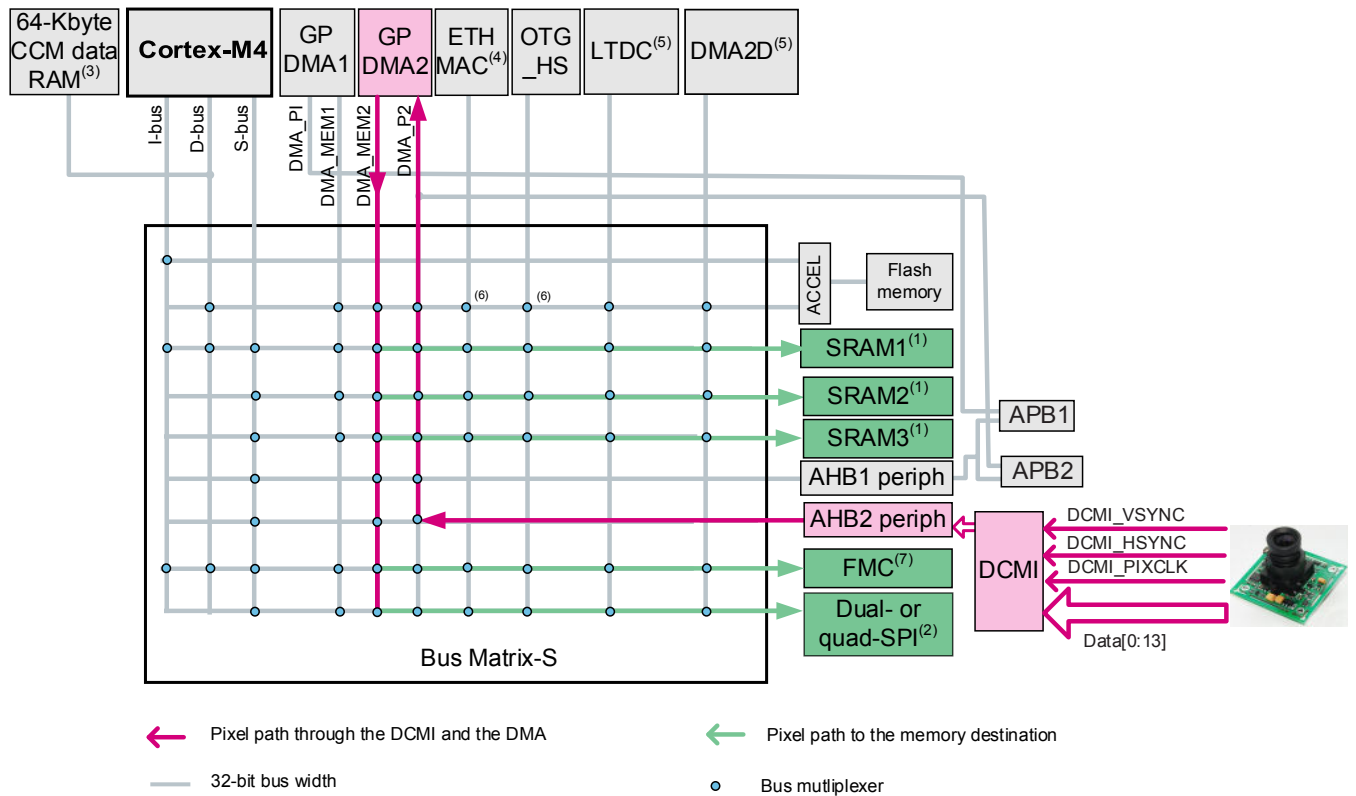 64-Kbyte
CCM data
RAM(3)
Cortex-M4
GP
DMA1
GP
DMA2
ETH
MAC(4)
OTG
_HS
LTDC(5)
DMA2D(5)
I-bus
D-bus
S-bus
DMA_PI
DMA_MEM1
DMA_MEM2
DMA_P2
ACCEL
Flash
memory
(6)
(6)
SRAM1(1)
SRAM2(1)
SRAM3(1)
APB1
AHB1 periph
APB2
AHB2 periph
DCMI
DCMI_VSYNC
DCMI_HSYNC
DCMI_PIXCLK
FMC(7)
Dual- or
quad-SPI(2)
Data[0:13]
Bus Matrix-S
Pixel path through the DCMI and the DMA
Pixel path to the memory destination
32-bit bus width
Bus mutliplexer